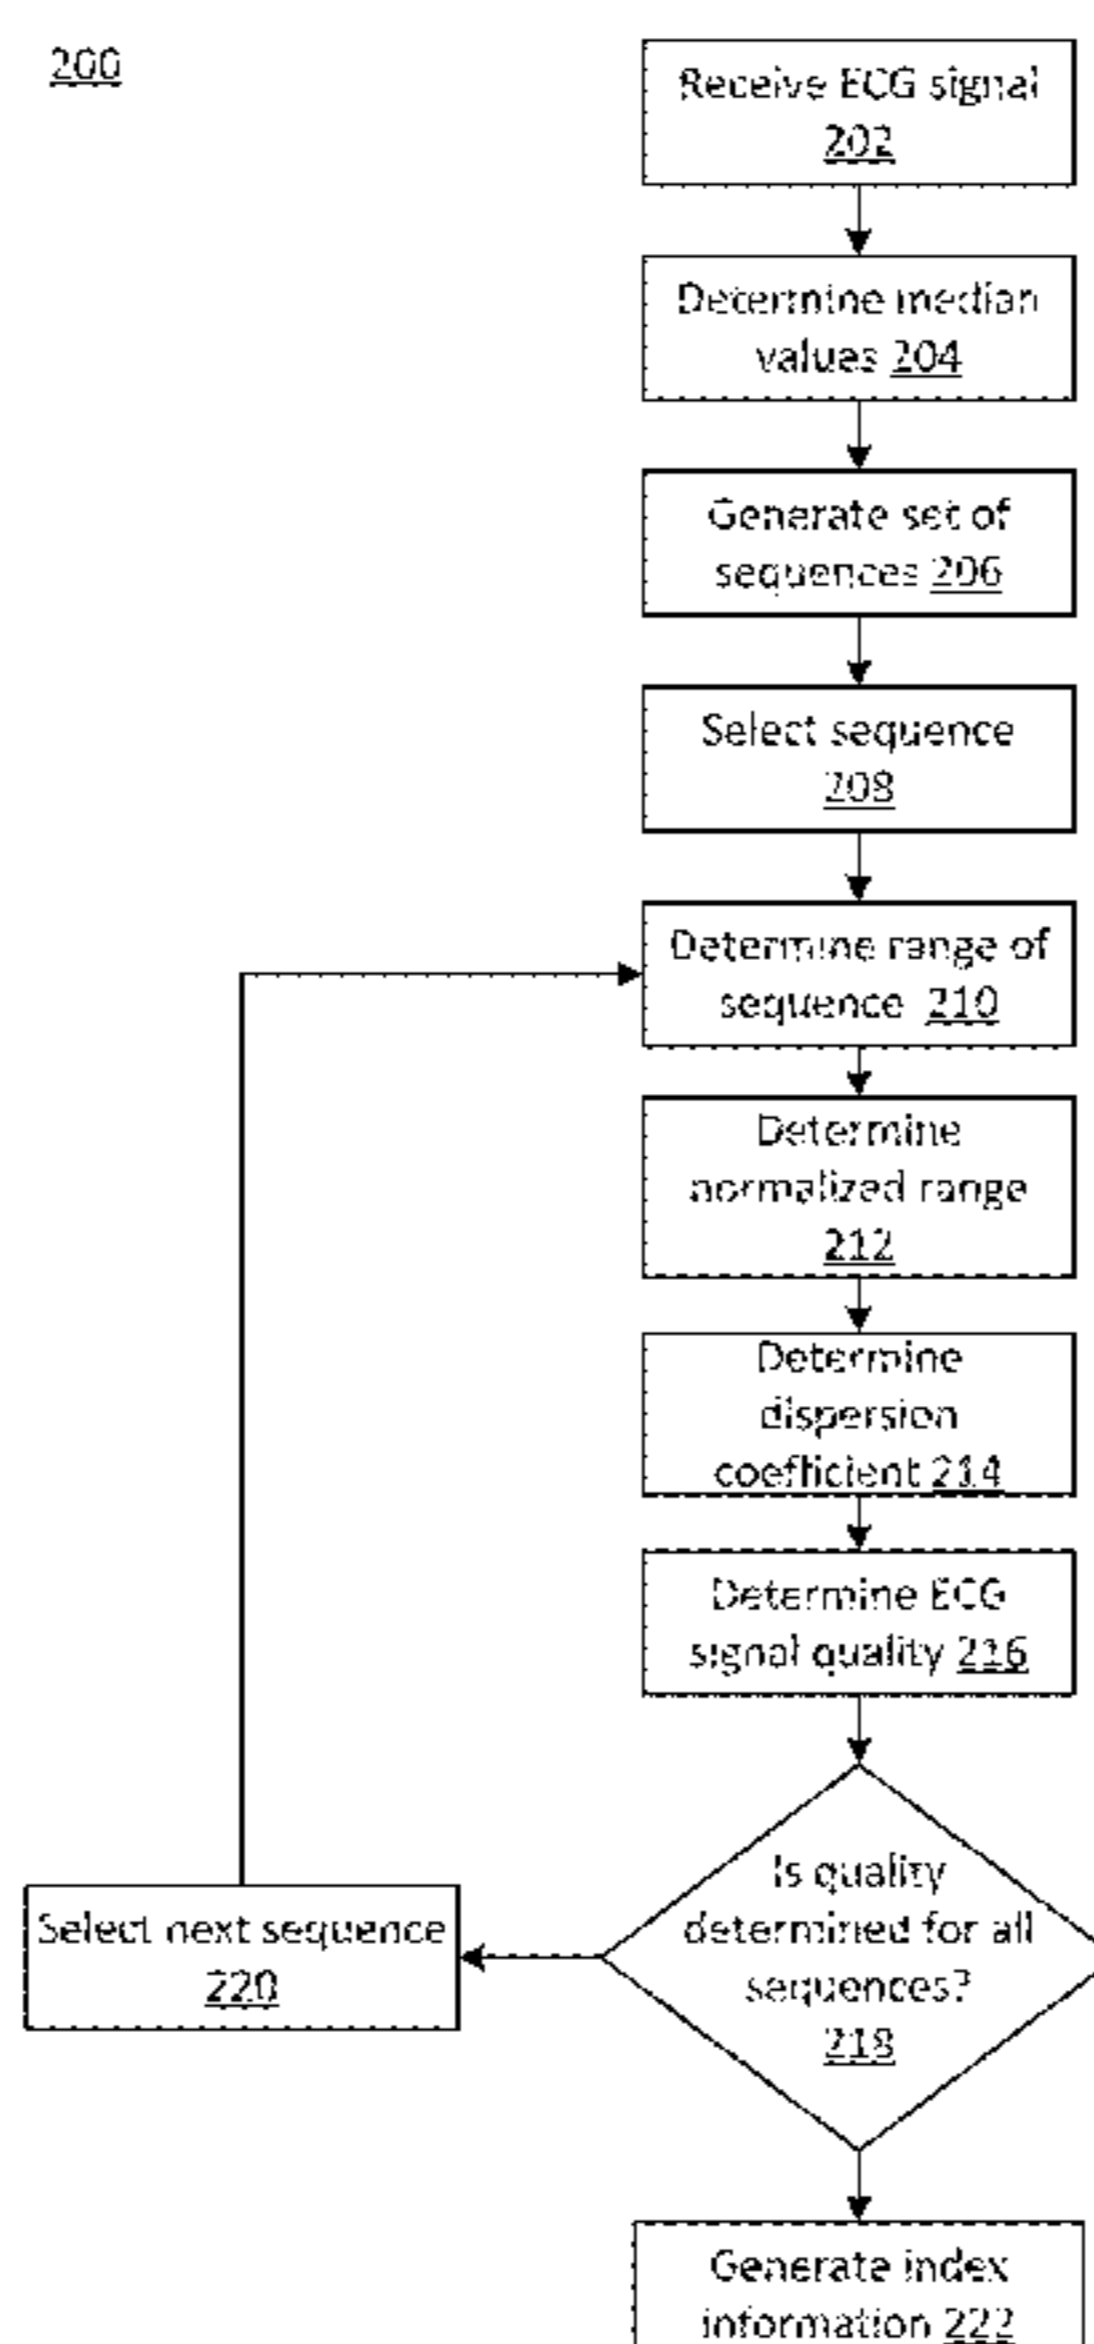 200
Receive ECG signal
202
Determine median
values 204
Generate set of
sequences 206
Select sequence
208
Determine range of
sequence 210
Determine
normalized range
212
Determine
dispersion
coefficient 214
Determine ECG
signal quality 216
Is quality
determined for all
sequences?
218
Select next sequence
220
Generate index
information 222